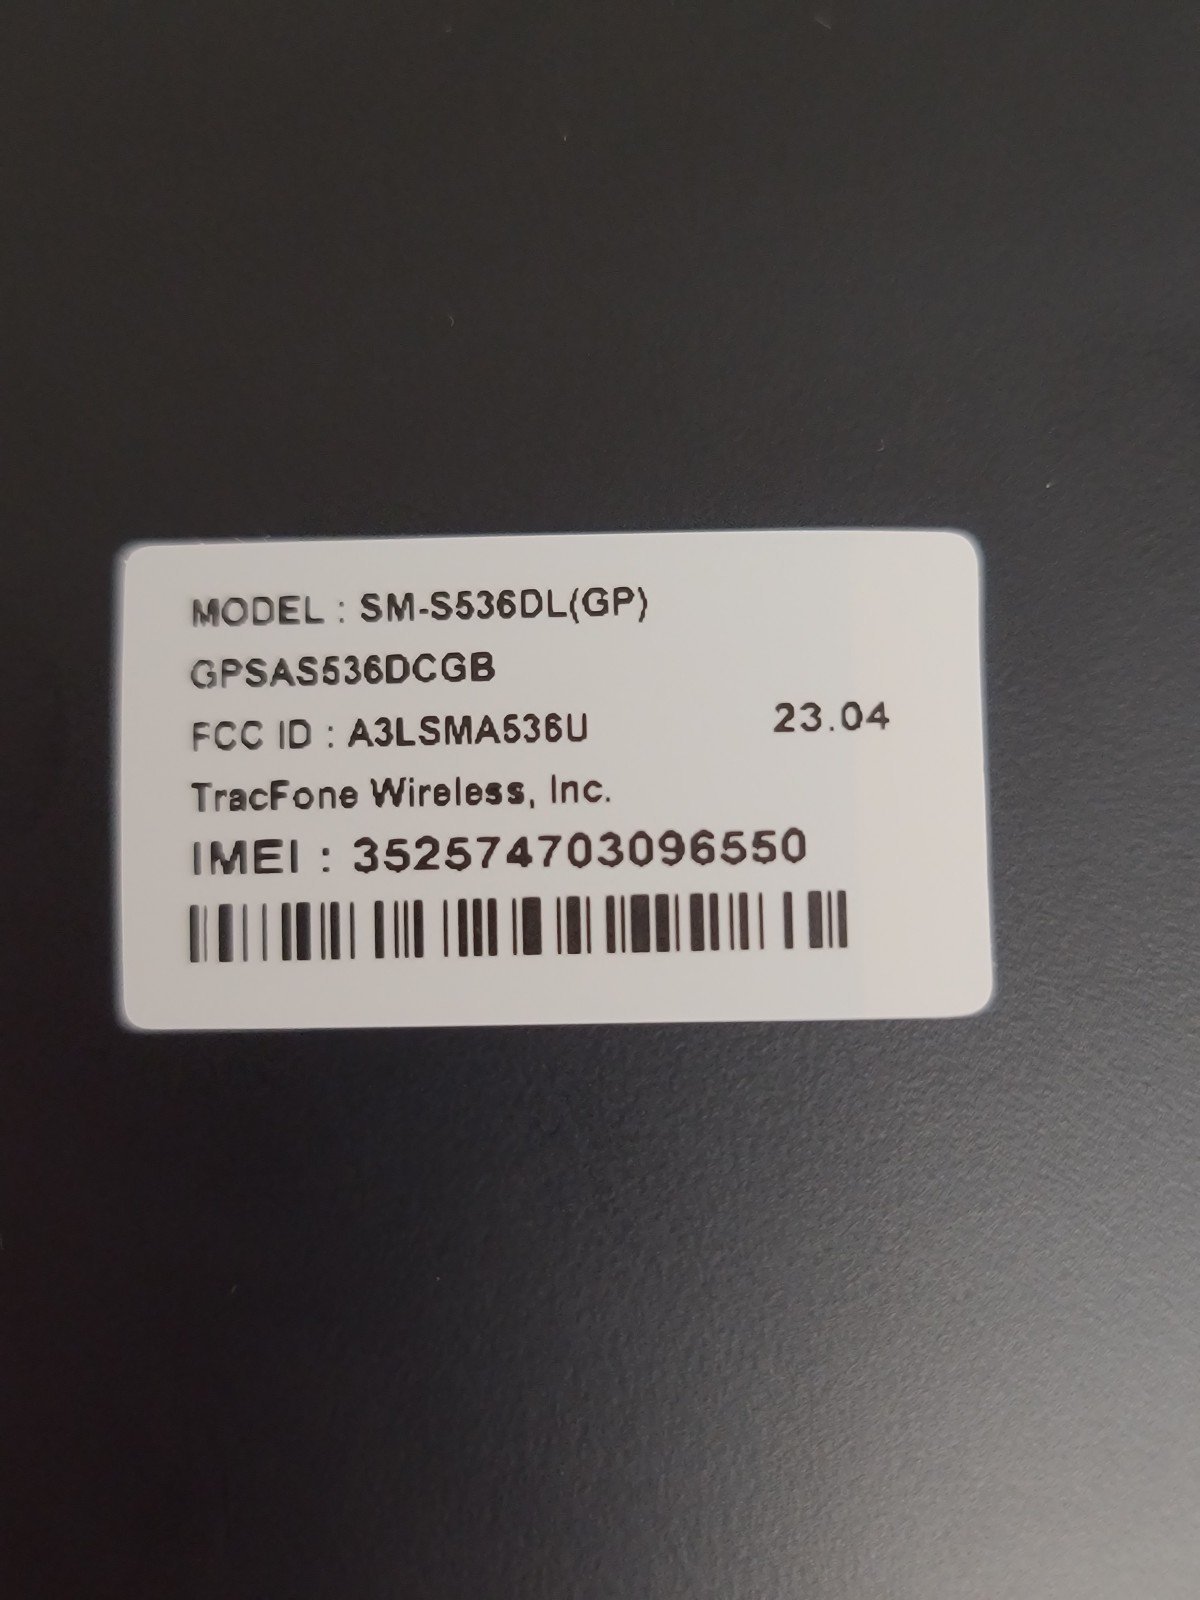 MODEL : SM-S536DL(GP)
GPSAS536DCGB
FCC ID : A3LSMA536U
23.04
TracFone Wireless, Inc.
IMEI : 352574703096550